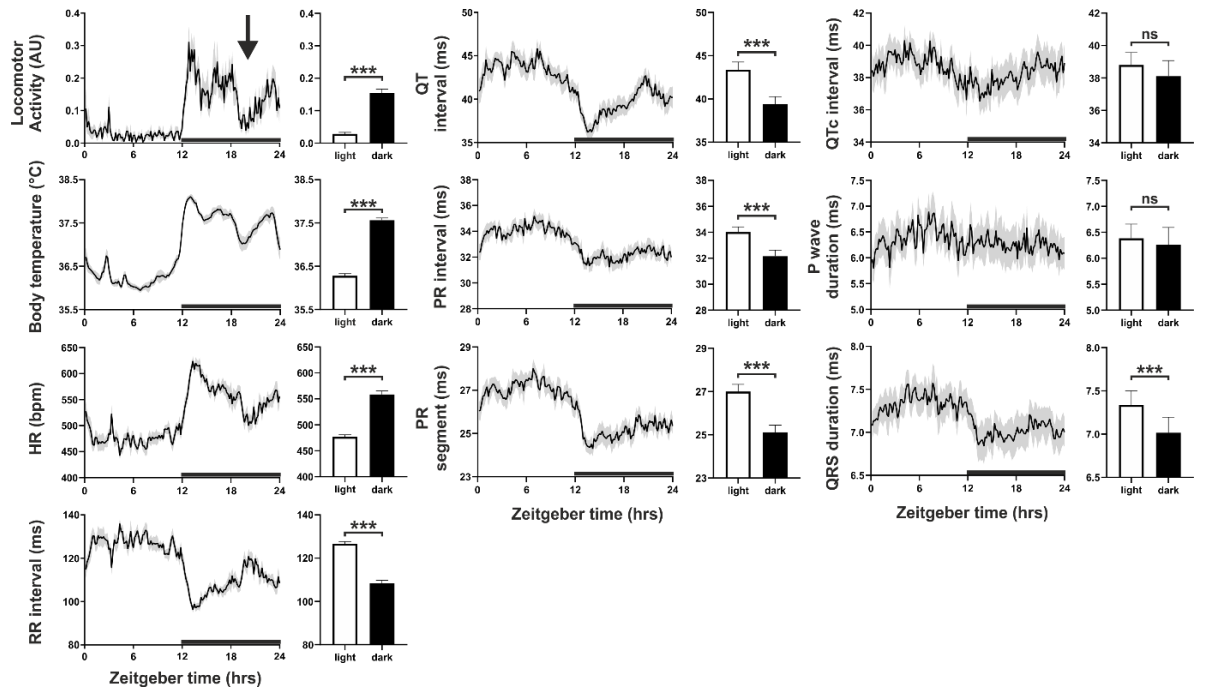 Locomotor
Activity (AU)
0.4
0.3
0.2
0.1
0.0
0 6 12 18 24
0.4
0.3
0.2
0.1
0.0
***
light dark
QT
interval (ms)
50
45
40
35
0 6 12 18 24
50
45
40
35
***
light dark
QTc interval (ms)
42
40
38
36
34
0 6 12 18 24
42
40
38
36
34
ns
light dark
Body temperature (°C)
38.5
37.5
36.5
35.5
0 6 12 18 24
38.5
37.5
36.5
35.5
***
light dark
PR interval (ms)
38
36
34
32
30
28
0 6 12 18 24
38
36
34
32
30
28
***
light dark
P wave
duration (ms)
7.5
7.0
6.5
6.0
5.5
5.0
0 6 12 18 24
7.5
7.0
6.5
6.0
5.5
5.0
ns
light dark
HR (bpm)
650
600
550
500
450
400
0 6 12 18 24
650
600
550
500
450
400
***
light dark
PR
segment (ms)
29
27
25
23
0 6 12 18 24
29
27
25
23
***
light dark
QRS duration (ms)
8.0
7.5
7.0
6.5
0 6 12 18 24
8.0
7.5
7.0
6.5
***
light dark
Zeitgeber time (hrs)
Zeitgeber time (hrs)
RR interval (ms)
140
120
100
80
0 6 12 18 24
140
120
100
80
***
light dark
Zeitgeber time (hrs)